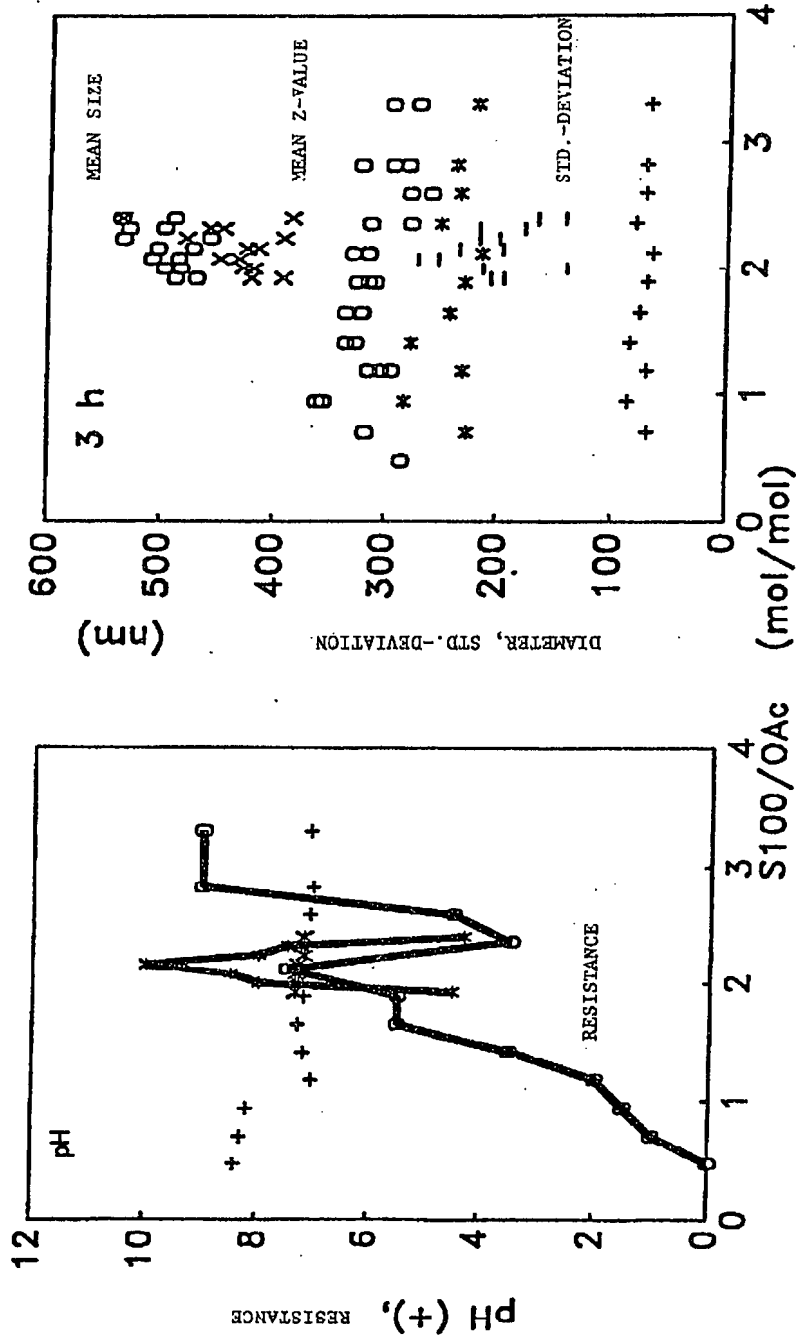 12
10
8
6
4
2
0
pH (+), RESISTANCE
pH
RESISTANCE
0
1
2
3
4
S100/OAc (mol/mol)
600
500
400
300
200
100
0
(nm)
DIAMETER, STD.-DEVIATION
3 h
MEAN SIZE
MEAN Z-VALUE
STD.-DEVIATION
0
1
2
3
4